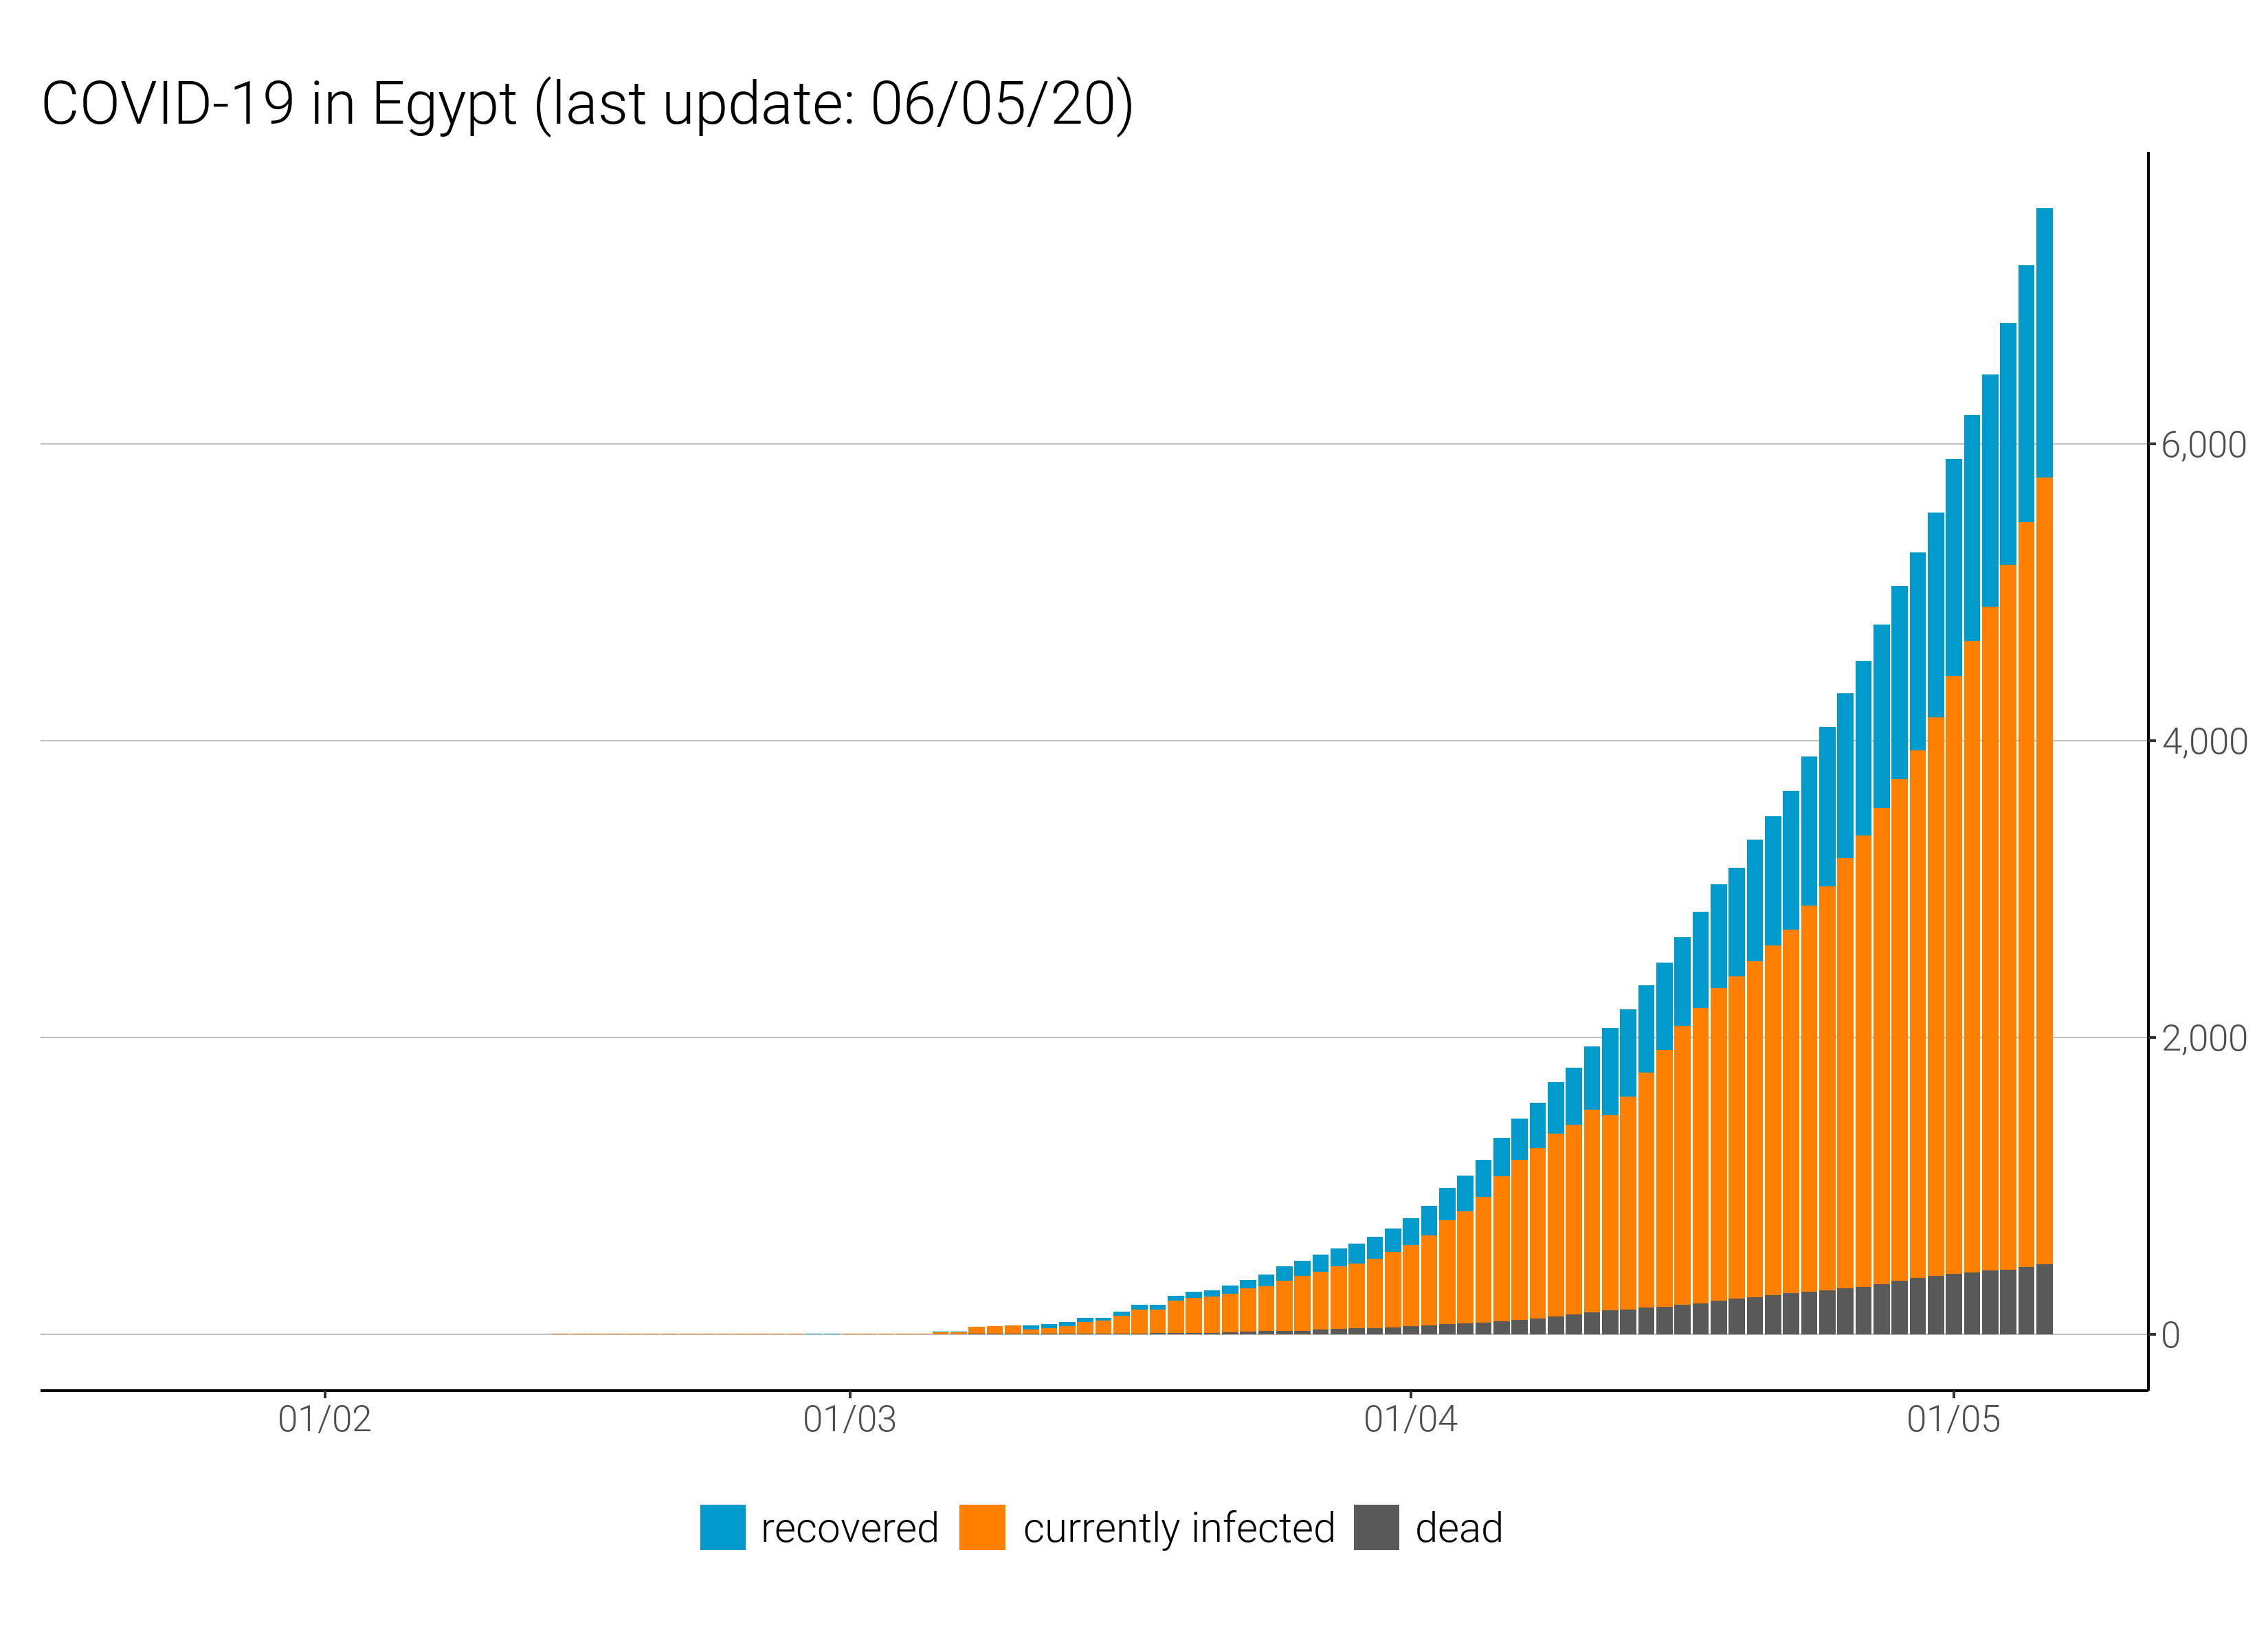 COVID-19 in Egypt (last update: 06/05/20)
6,000
4,000
2,000
0
01/02 01/03 01/04 01/05
recovered currently infected dead